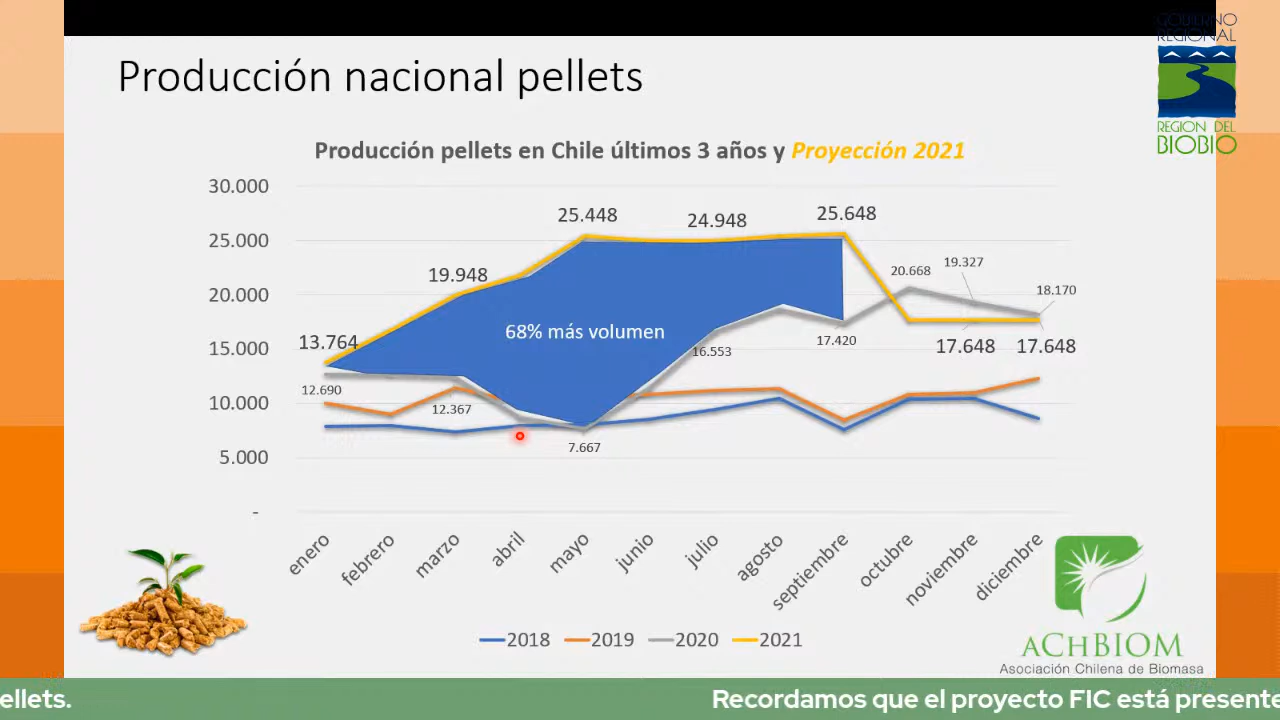 GOBIERNO
REGIONAL
REGION DEL
BIOBIO
Producción nacional pellets
Producción pellets en Chile últimos 3 años y Proyección 2021
30.000
25.000
20.000
15.000
10.000
5.000
-
13.764
19.948
25.448
24.948
25.648
20.668
19.327
18.170
17.648
17.648
68% más volumen
12.690
12.367
7.667
16.553
17.420
enero
febrero
marzo
abril
mayo
junio
julio
agosto
septiembre
octubre
noviembre
diciembre
2018
2019
2020
2021
ACHBIOM
Asociación Chilena de Biomasa
ellets.
Recordamos que el proyecto FIC está presente